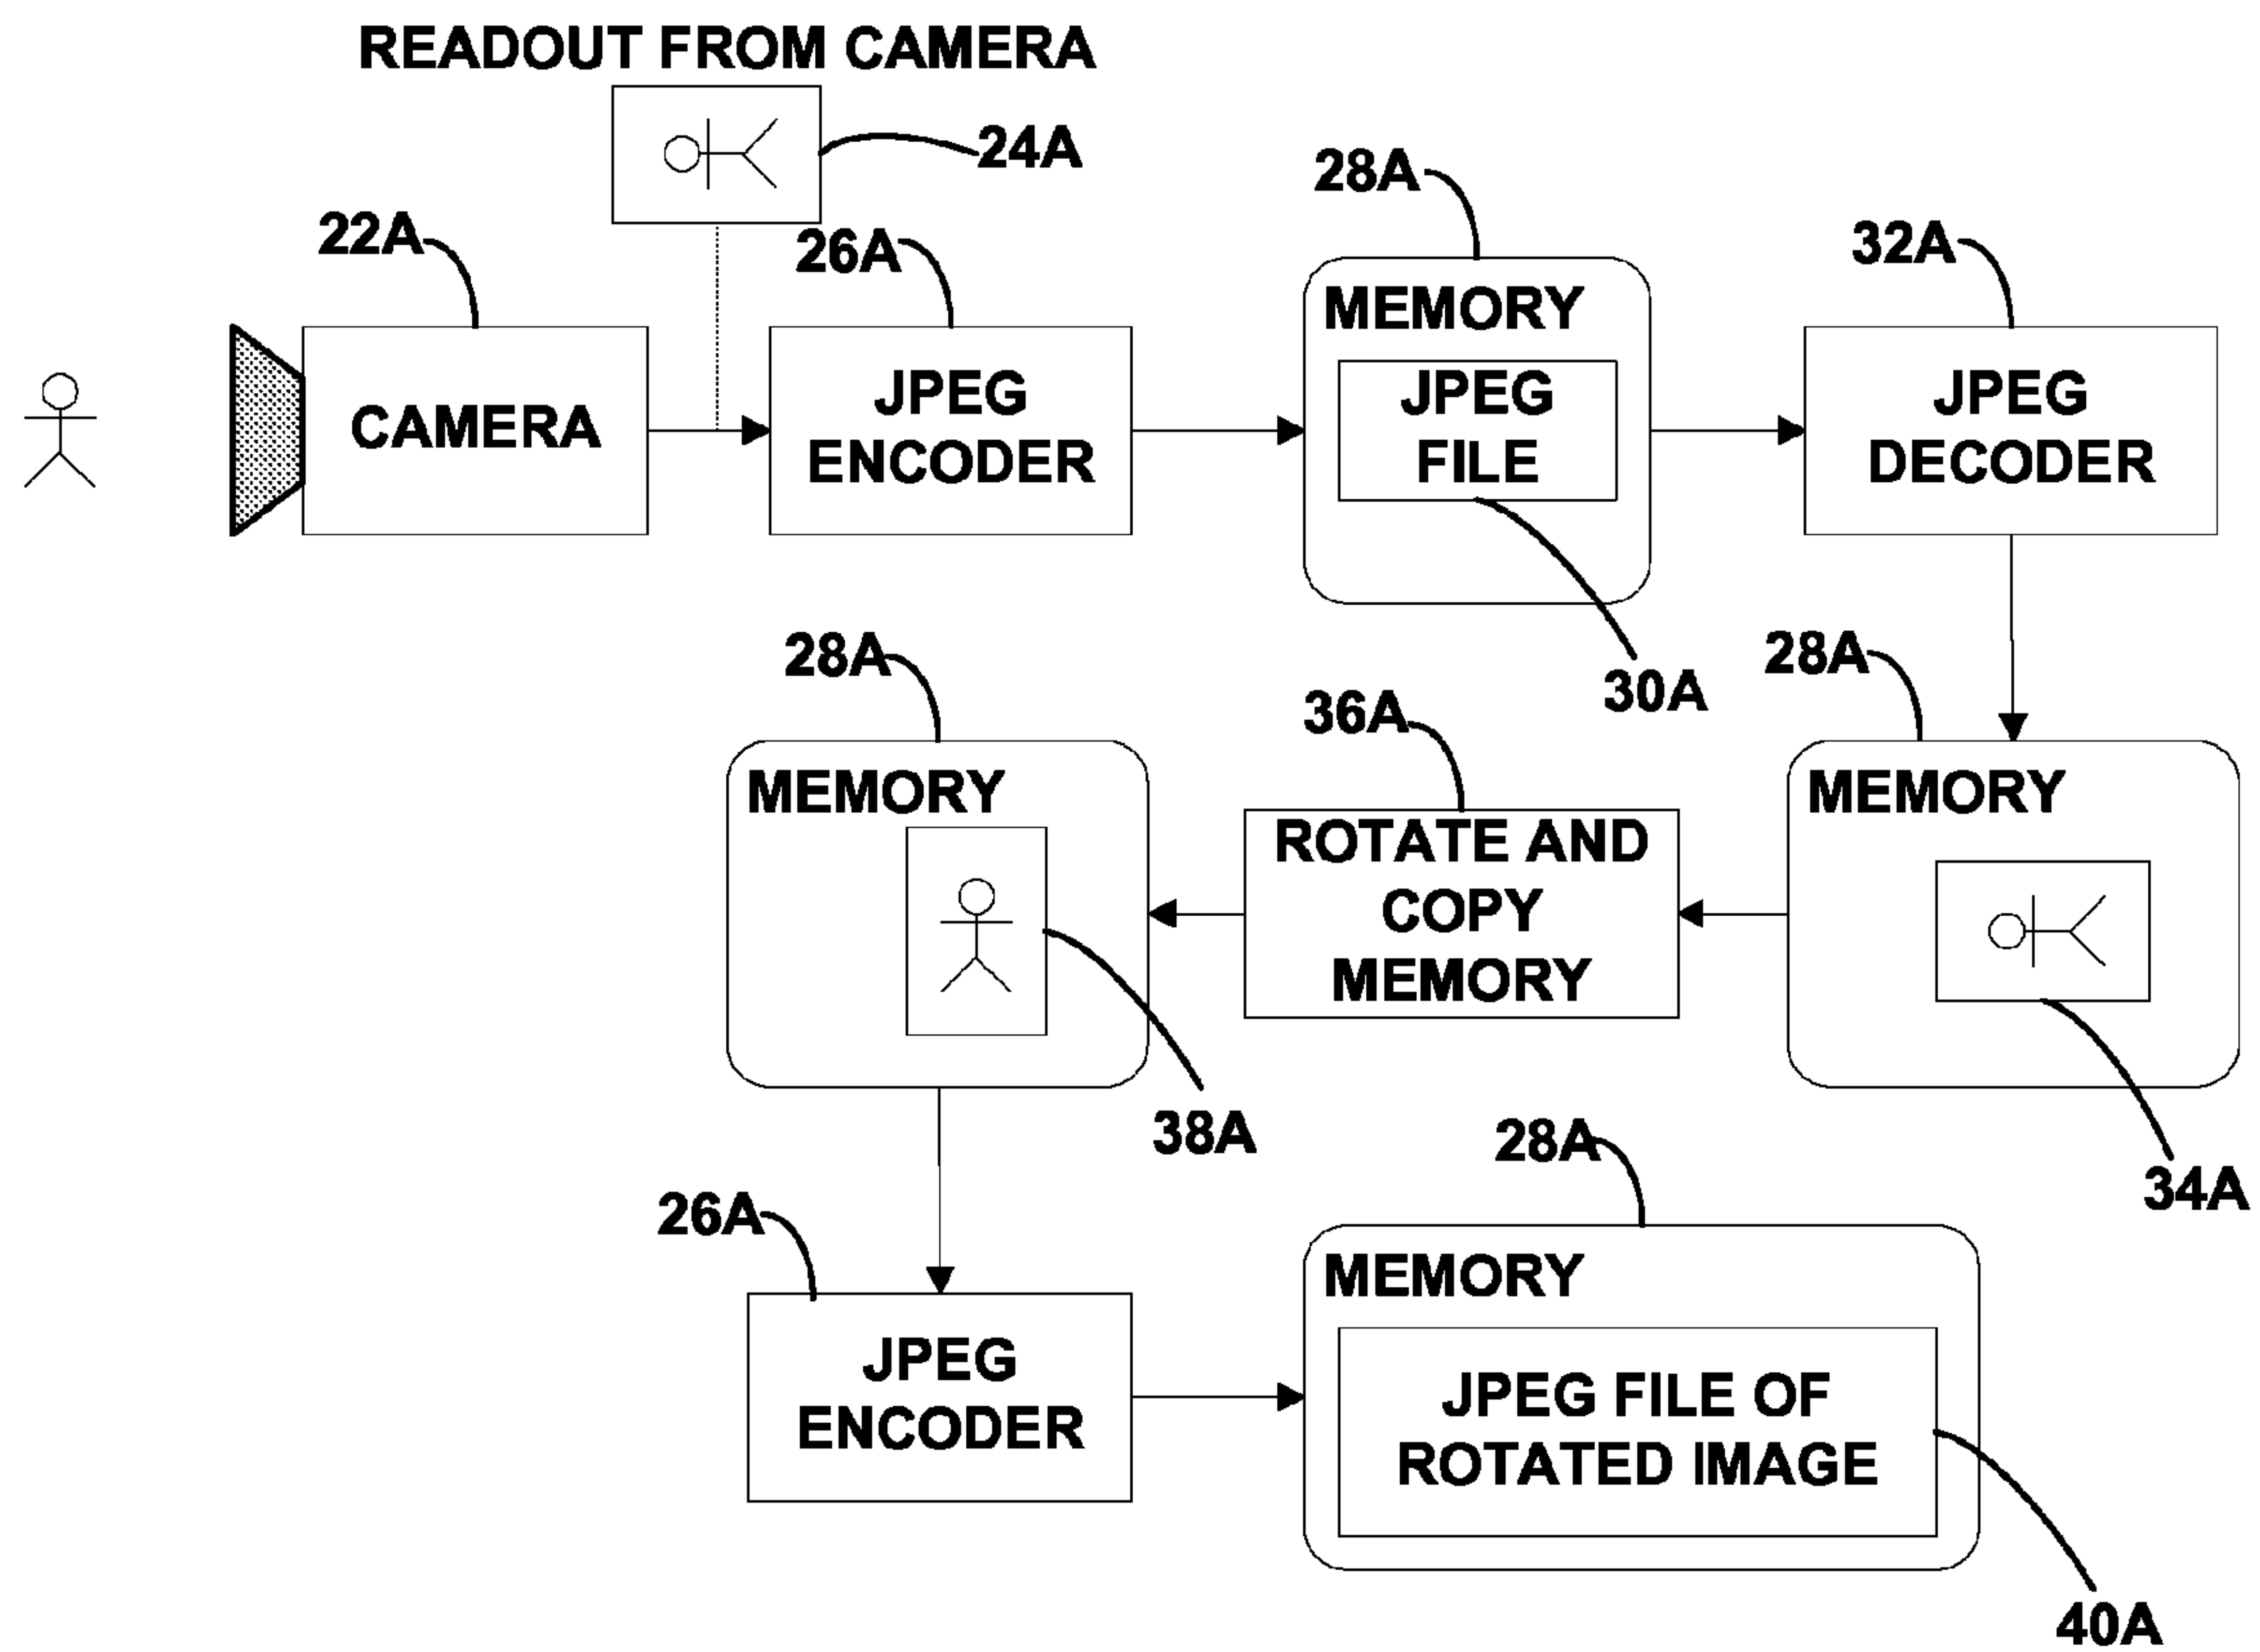 READOUT FROM CAMERA
24A
28A
22A
26A
32A
CAMERA
JPEG
ENCODER
MEMORY
JPEG
FILE
JPEG
DECODER
30A
28A
36A
28A
MEMORY
ROTATE AND
COPY
MEMORY
MEMORY
38A
34A
26A
28A
JPEG
ENCODER
MEMORY
JPEG FILE OF
ROTATED IMAGE
40A